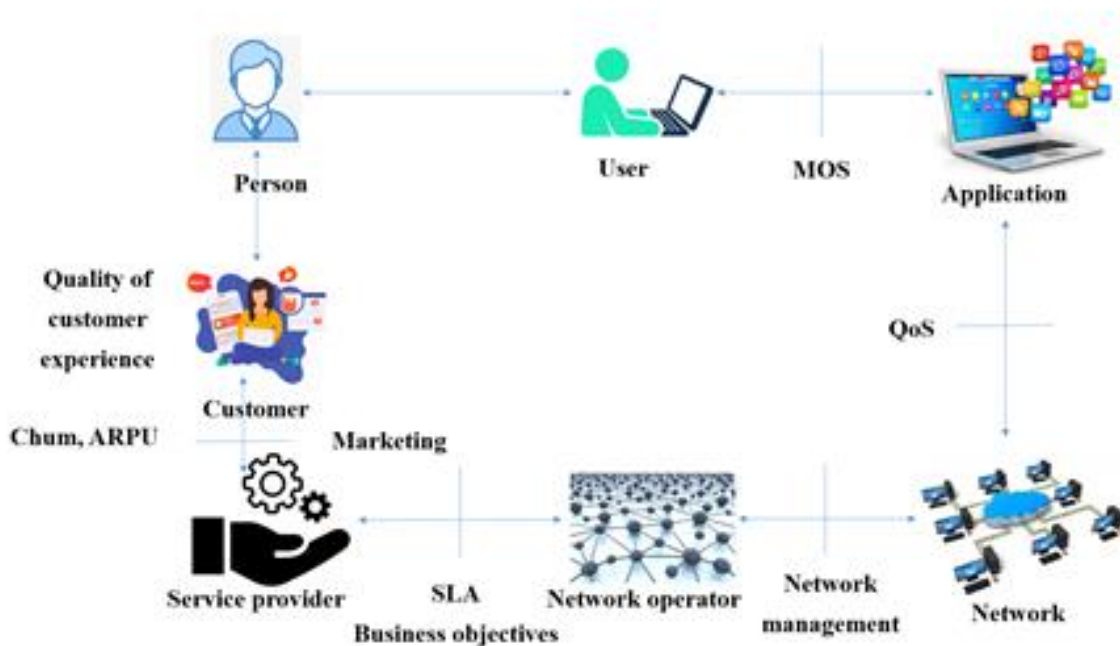 Person
User
MOS
Application
Quality of
customer
experience
QoS
Customer
Chum, ARPU
Marketing
Service provider
SLA
Business objectives
Network operator
Network
management
Network